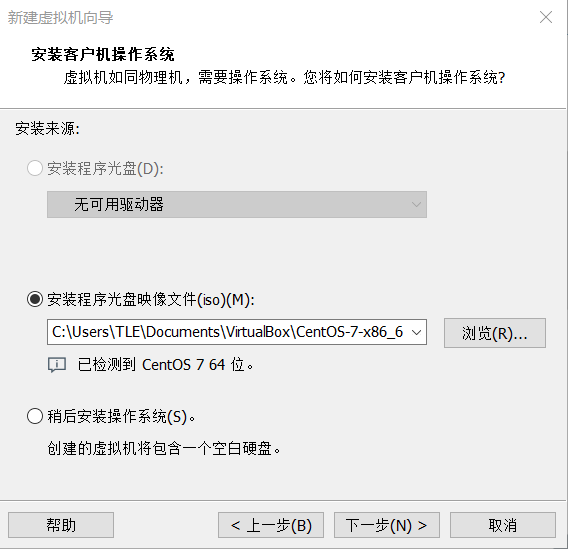 新建虚拟机向导
安装客户机操作系统
虚拟机如同物理机，需要操作系统。您将如何安装客户机操作系统?
安装来源:
安装程序光盘(D):
无可用驱动器
安装程序光盘映像文件(iso)(M):
C:\Users\TLE\Documents\VirtualBox\CentOS-7-x86_6
浏览(R)...
已检测到 CentOS 7 64 位。
稍后安装操作系统(S)。
创建的虚拟机将包含一个空白硬盘。
帮助
< 上一步(B)
下一步(N) >
取消